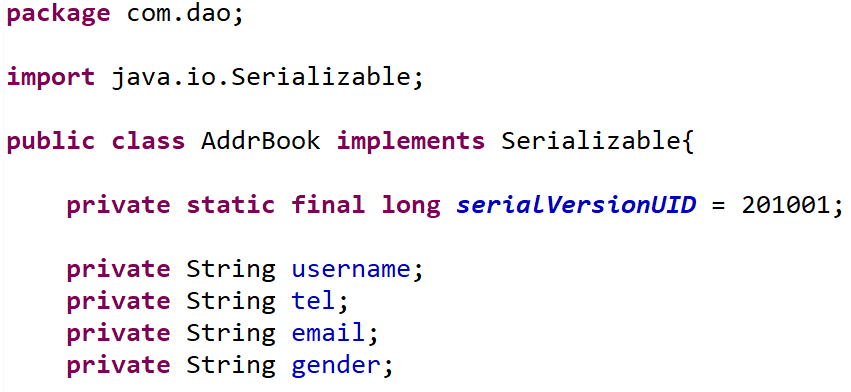 package com.dao;
import java.io.Serializable;
public class AddrBook implements Serializable{
private static final long serialVersionUID = 201001;
private String username;
private String tel;
private String email;
private String gender;